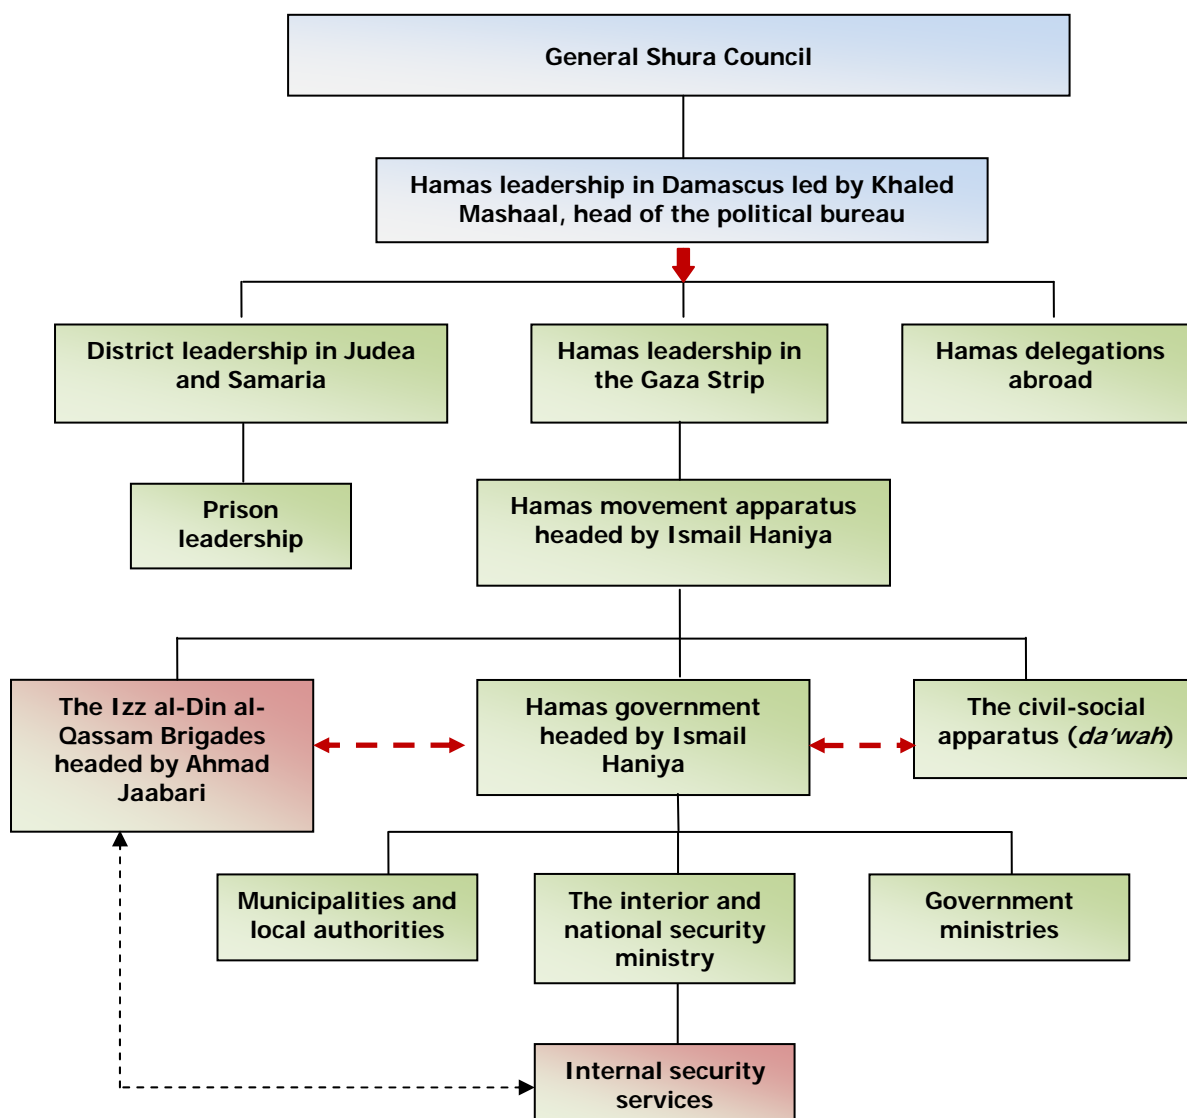 General Shura Council
Hamas leadership in Damascus led by Khaled
Mashaal, head of the political bureau
District leadership in Judea
and Samaria
Hamas leadership in
the Gaza Strip
Hamas delegations
abroad
Prison
leadership
Hamas movement apparatus
headed by Ismail Haniya
The Izz al-Din al-
Qassam Brigades
headed by Ahmad
Jaabari
Hamas government
headed by Ismail
Haniya
The civil-social
apparatus (da’wah)
Municipalities and
local authorities
The interior and
national security
ministry
Government
ministries
Internal security
services